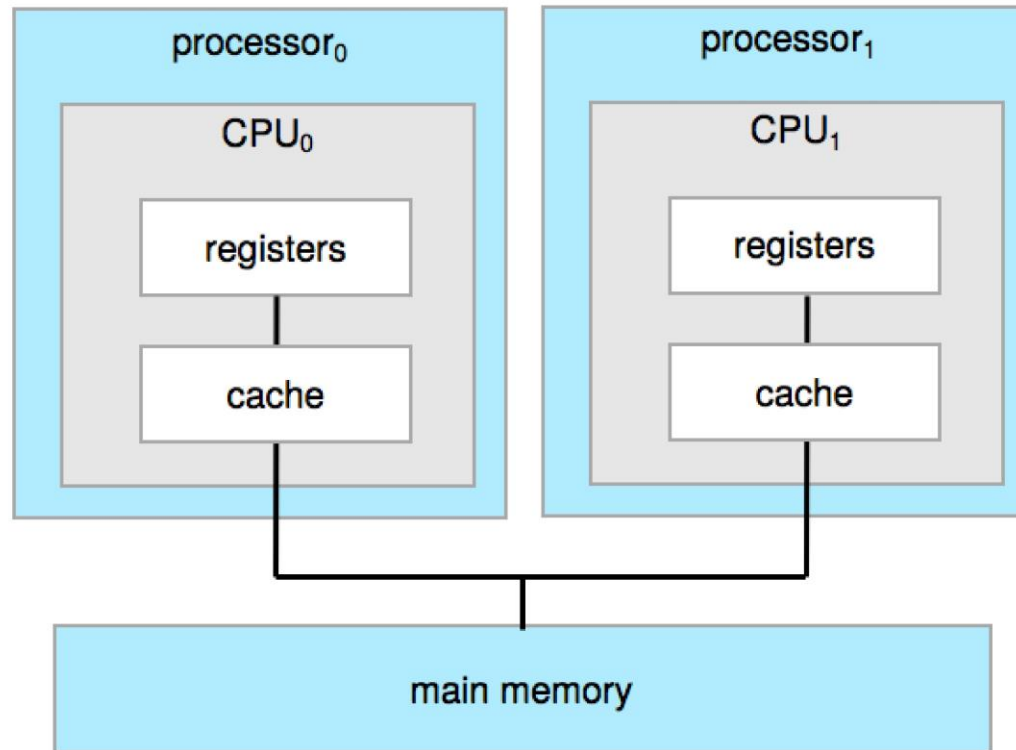 processor₀
CPU₀
registers
cache
processor₁
CPU₁
registers
cache
main memory